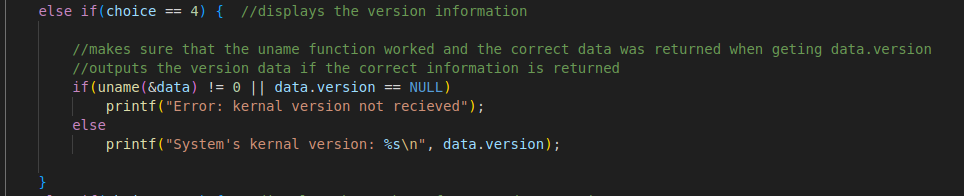 else if(choice == 4) { //displays the version information
//makes sure that the uname function worked and the correct data was returned when geting data.version
//outputs the version data if the correct information is returned
if(uname(&data) != 0 || data.version == NULL)
printf("Error: kernal version not recieved");
else
printf("System's kernal version: %s\n", data.version);
}